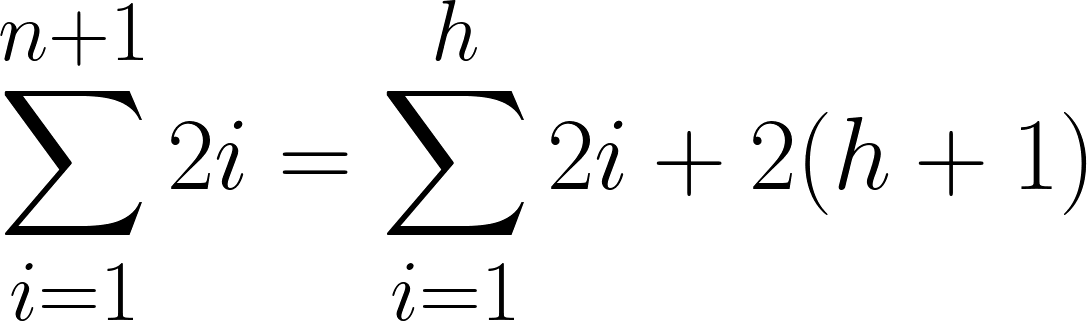 \sum_{i=1}^{n+1} 2i = \sum_{i=1}^{h} 2i + 2(h + 1)